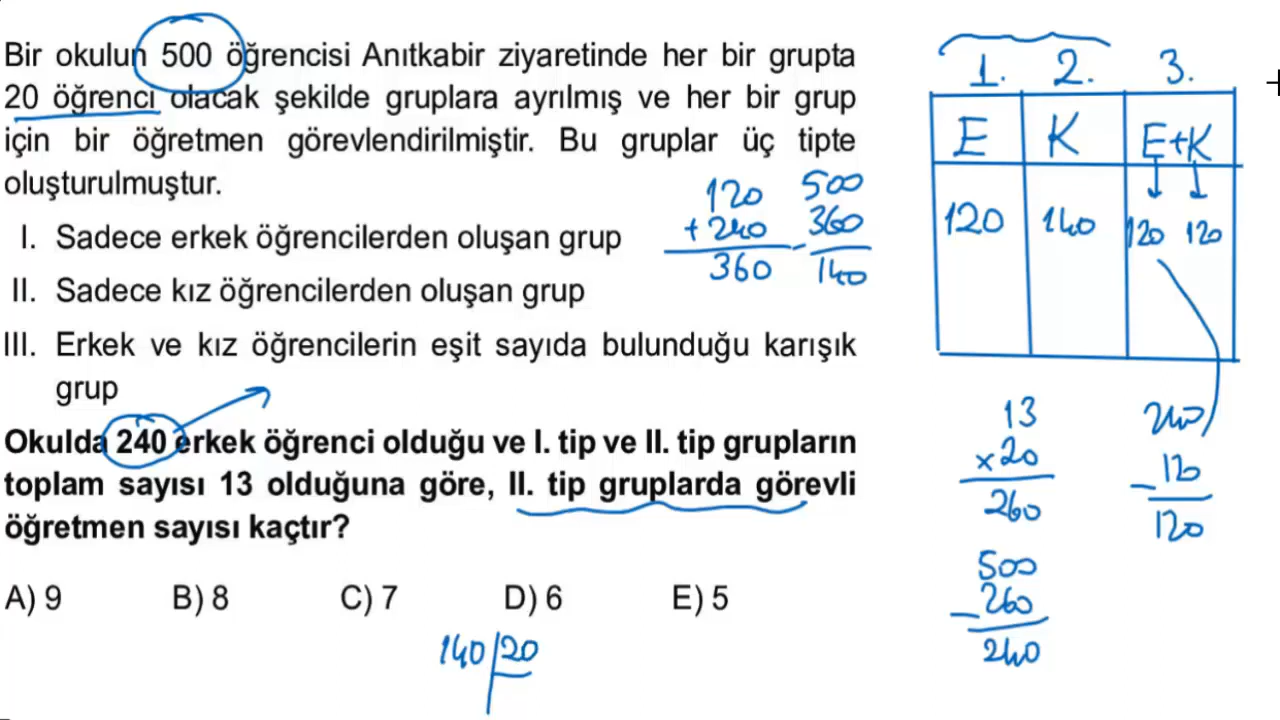 Bir okulun 500 öğrencisi Anıtkabir ziyaretinde her bir grupta
20 öğrenci olacak şekilde gruplara ayrılmış ve her bir grup
için bir öğretmen görevlendirilmiştir. Bu gruplar üç tipte
oluşturulmuştur.
I. Sadece erkek öğrencilerden oluşan grup
II. Sadece kız öğrencilerden oluşan grup
III. Erkek ve kız öğrencilerin eşit sayıda bulunduğu karışık
grup
Okulda 240 erkek öğrenci olduğu ve I. tip ve II. tip grupların
toplam sayısı 13 olduğuna göre, II. tip gruplarda görevli
öğretmen sayısı kaçtır?
A) 9 B) 8 C) 7 D) 6 E) 5
140 20
120
+ 240
360
500
- 360
140
1. 2. 3.
E K E+K
120 140 120 120
13
x 20
260
500
- 260
240
240
- 120
120